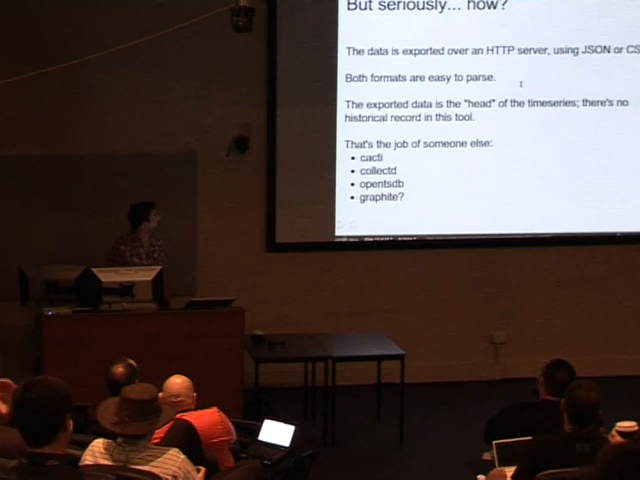 But seriously... how?
The data is exported over an HTTP server, using JSON or CS
Both formats are easy to parse.
The exported data is the "head" of the timeseries; there's no
historical record in this tool.
That's the job of someone else:
• cacti
• collectd
• opentsdb
• graphite?